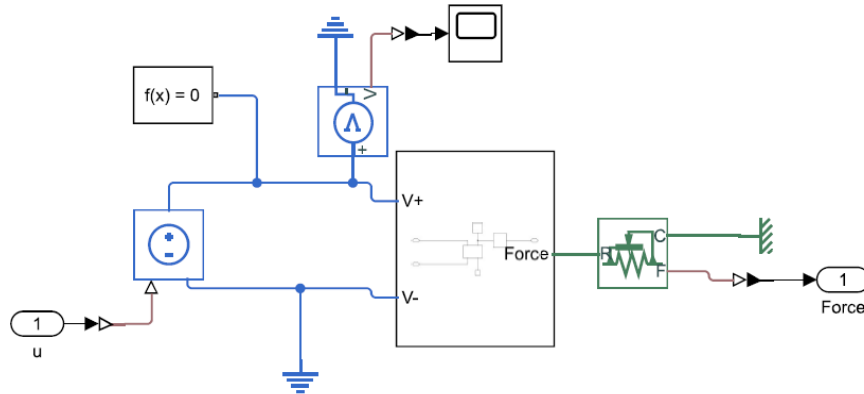 f(x) = 0
V
+
V+
V-
Force
R
C
F
1
u
1
Force